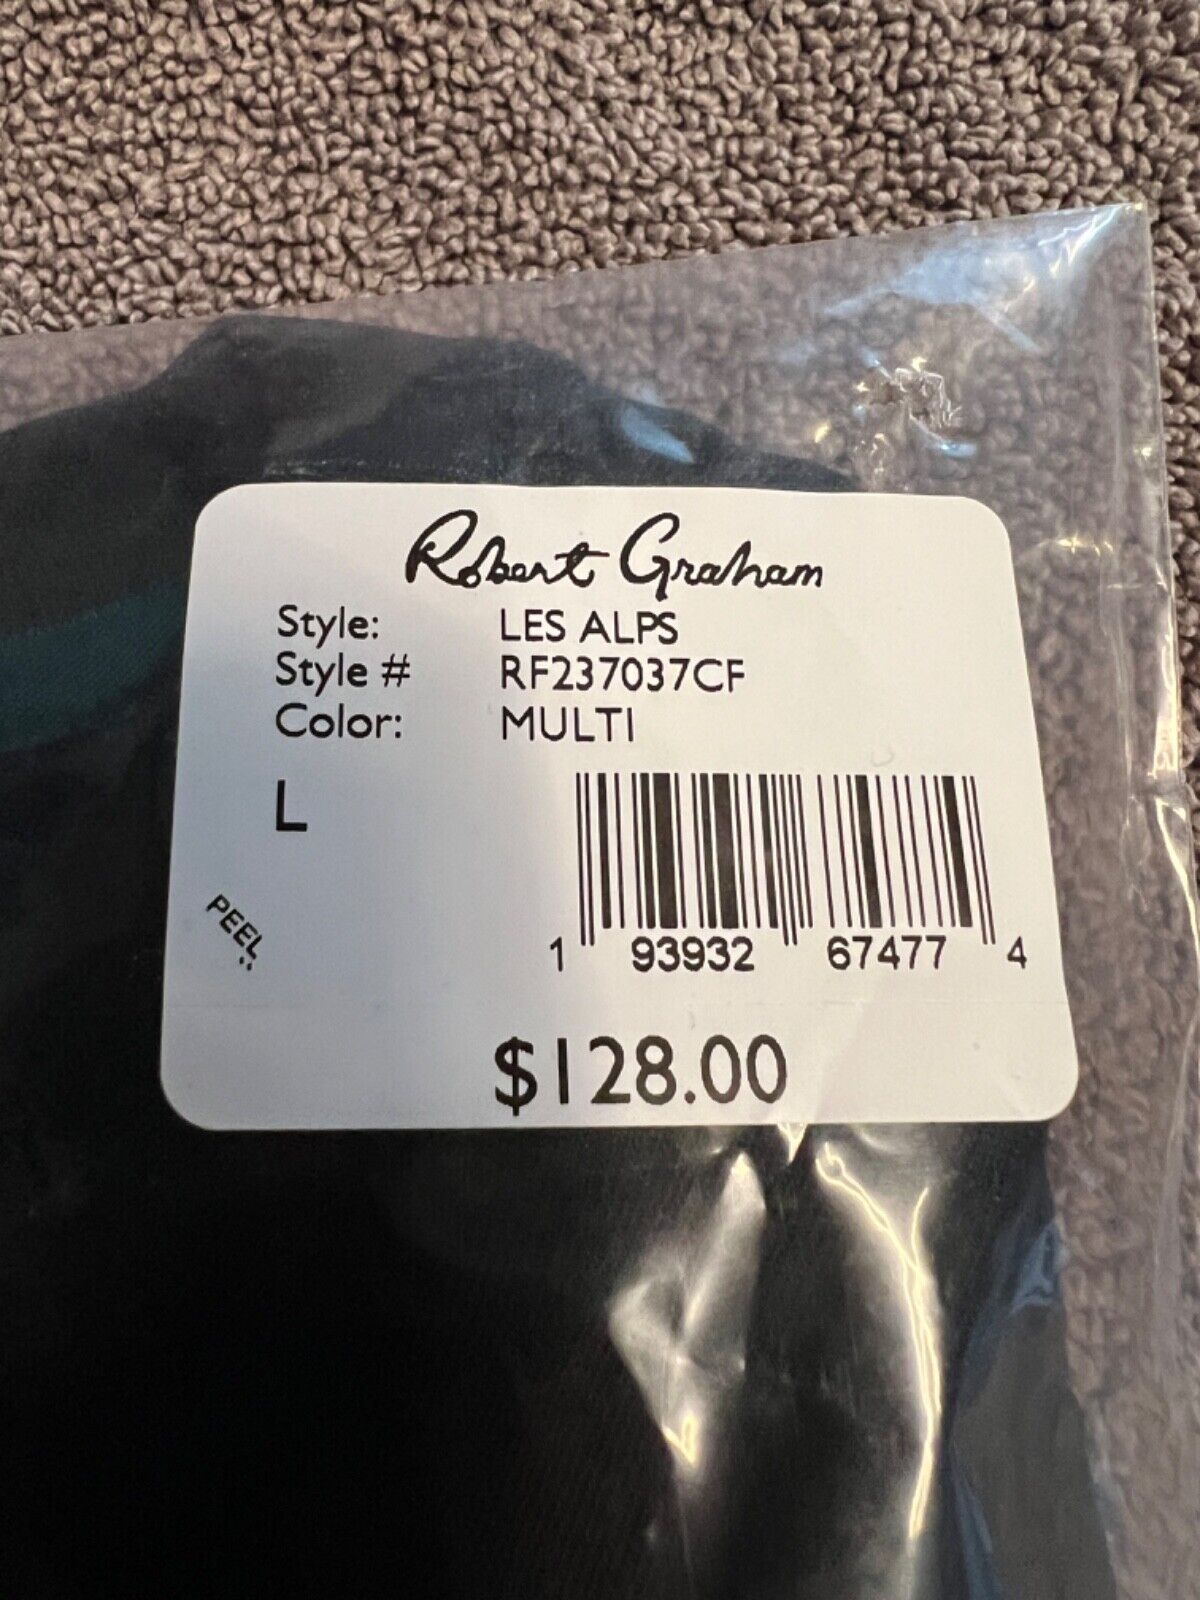 Robert Graham
Style: LES ALPS
Style # RF237037CF
Color: MULTI
L
PEEL
1 93932 67477 4
$128.00